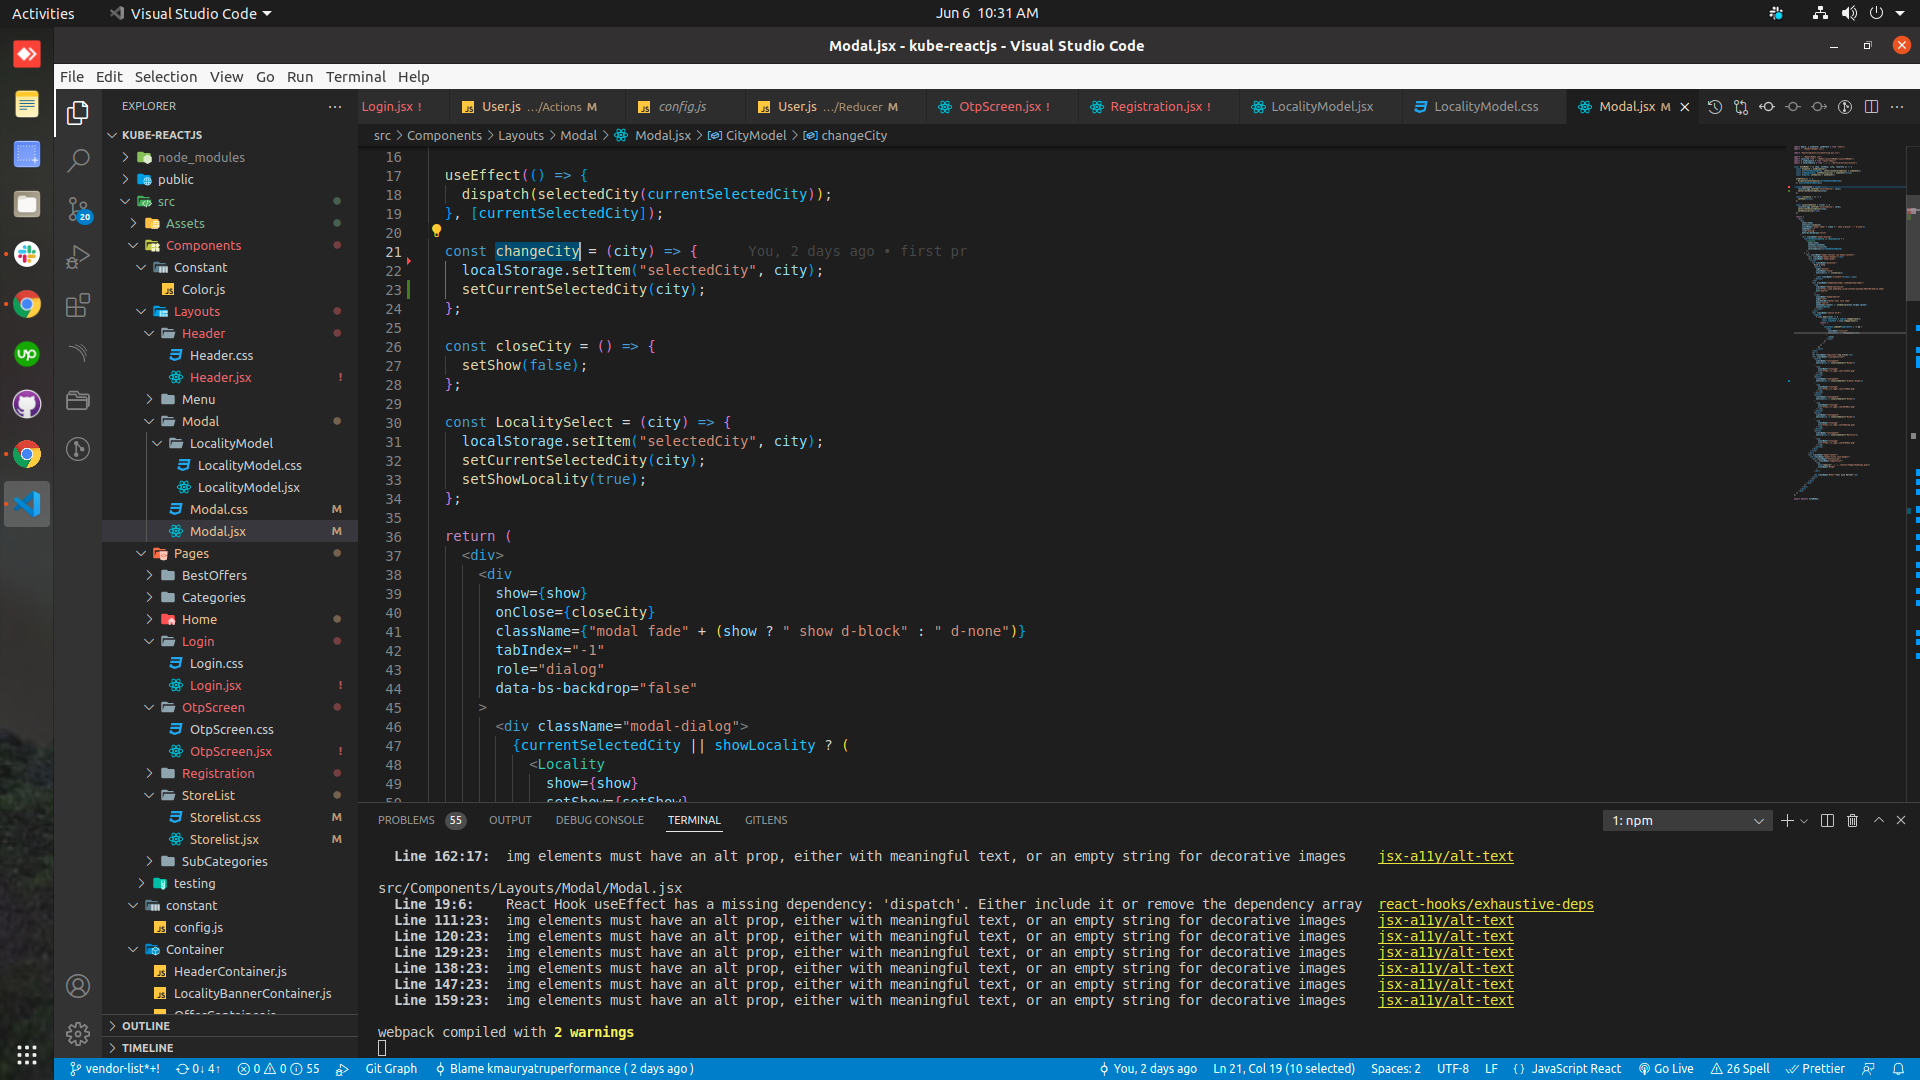 Activities
Visual Studio Code
Jun 6 10:31 AM
Modal.jsx - kube-reactjs - Visual Studio Code
File Edit Selection View Go Run Terminal Help
EXPLORER
Login.jsx !
User.js .../Actions M
config.js
User.js .../Reducer M
OtpScreen.jsx !
Registration.jsx !
LocalityModel.jsx
LocalityModel.css
Modal.jsx M
src > Components > Layouts > Modal > Modal.jsx > CityModel > changeCity
KUBE-REACTJS
node_modules
public
src
Assets
Components
Constant
Color.js
Layouts
Header
Header.css
Header.jsx !
Menu
Modal
LocalityModel
LocalityModel.css
LocalityModel.jsx
Modal.css M
Modal.jsx M
Pages
BestOffers
Categories
Home
Login
Login.css
Login.jsx !
OtpScreen
OtpScreen.css
OtpScreen.jsx !
Registration
StoreList
Storelist.css M
Storelist.jsx M
SubCategories
testing
constant
config.js
Container
HeaderContainer.js
LocalityBannerContainer.js
OfferContainer.js
OUTLINE
TIMELINE
20
16
17 useEffect(() => {
18 dispatch(selectedCity(currentSelectedCity));
19 }, [currentSelectedCity]);
20
21 const changeCity = (city) => { You, 2 days ago • first pr
22 localStorage.setItem("selectedCity", city);
23 setCurrentSelectedCity(city);
24 };
25
26 const closeCity = () => {
27 setShow(false);
28 };
29
30 const LocalitySelect = (city) => {
31 localStorage.setItem("selectedCity", city);
32 setCurrentSelectedCity(city);
33 setShowLocality(true);
34 };
35
36 return (
37 <div>
38 <div
39 show={show}
40 onClose={closeCity}
41 className={"modal fade" + (show ? " show d-block" : " d-none")}
42 tabIndex="-1"
43 role="dialog"
44 data-bs-backdrop="false"
45 >
46 <div className="modal-dialog">
47 {currentSelectedCity || showLocality ? (
48 <Locality
49 show={show}
50 setShow={setShow}
PROBLEMS 55 OUTPUT DEBUG CONSOLE TERMINAL GITLENS
1: npm
Line 162:17: img elements must have an alt prop, either with meaningful text, or an empty string for decorative images jsx-a11y/alt-text
src/Components/Layouts/Modal/Modal.jsx
Line 19:6: React Hook useEffect has a missing dependency: 'dispatch'. Either include it or remove the dependency array react-hooks/exhaustive-deps
Line 111:23: img elements must have an alt prop, either with meaningful text, or an empty string for decorative images jsx-a11y/alt-text
Line 120:23: img elements must have an alt prop, either with meaningful text, or an empty string for decorative images jsx-a11y/alt-text
Line 129:23: img elements must have an alt prop, either with meaningful text, or an empty string for decorative images jsx-a11y/alt-text
Line 138:23: img elements must have an alt prop, either with meaningful text, or an empty string for decorative images jsx-a11y/alt-text
Line 147:23: img elements must have an alt prop, either with meaningful text, or an empty string for decorative images jsx-a11y/alt-text
Line 159:23: img elements must have an alt prop, either with meaningful text, or an empty string for decorative images jsx-a11y/alt-text
webpack compiled with 2 warnings
vendor-list*+! 0↓ 4↑ 0 0 55 Git Graph Blame kmauryatruperformance ( 2 days ago ) You, 2 days ago Ln 21, Col 19 (10 selected) Spaces: 2 UTF-8 LF {} JavaScript React Go Live 26 Spell Prettier